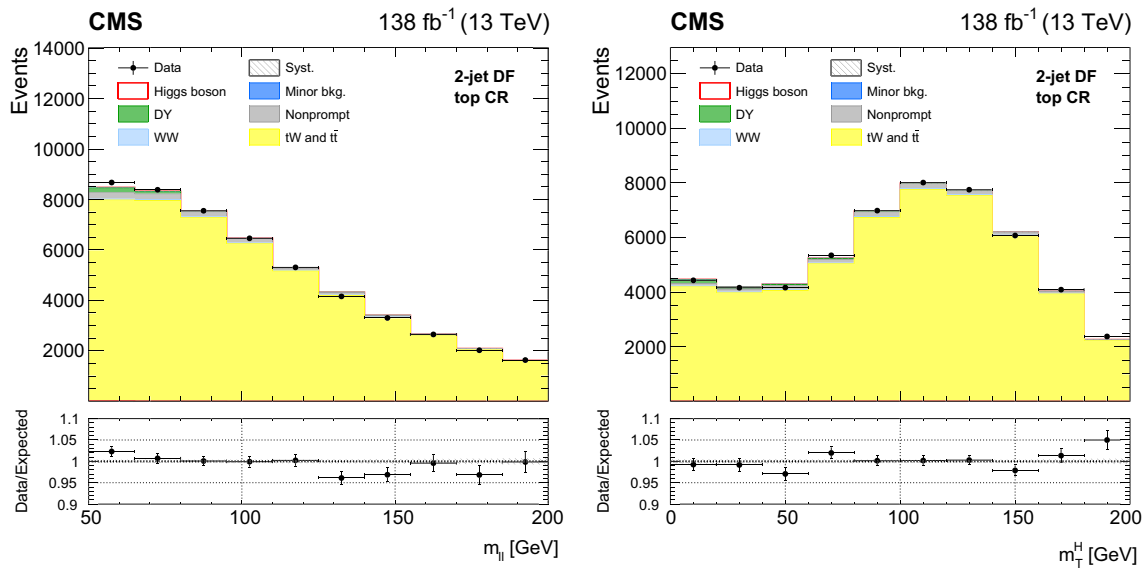 CMS 138 fb⁻¹ (13 TeV)
Events
14000
12000
10000
8000
6000
4000
2000
Data Syst.
Higgs boson Minor bkg.
DY Nonprompt
WW tW and tt̄
2-jet DF
top CR
Data/Expected
1.1
1.05
1
0.95
0.9
50 100 150 200
m_ll [GeV]
CMS 138 fb⁻¹ (13 TeV)
Events
12000
10000
8000
6000
4000
2000
Data Syst.
Higgs boson Minor bkg.
DY Nonprompt
WW tW and tt̄
2-jet DF
top CR
Data/Expected
1.1
1.05
1
0.95
0.9
0 50 100 150 200
m_T^H [GeV]